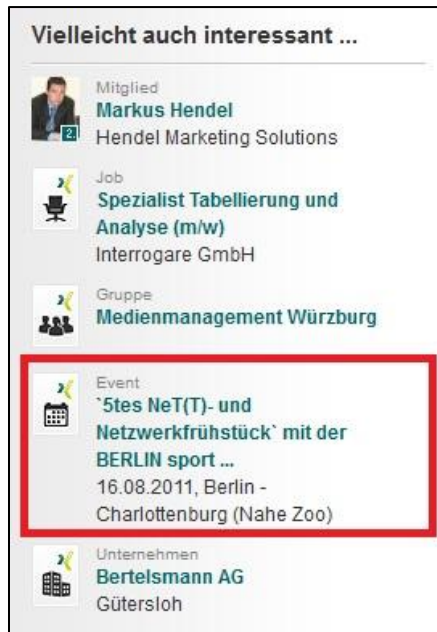 Vielleicht auch interessant ...
Mitglied
Markus Hendel
2.
Hendel Marketing Solutions
Job
Spezialist Tabellierung und
Analyse (m/w)
Interrogare GmbH
Gruppe
Medienmanagement Würzburg
Event
`5tes NeT(T)- und
Netzwerkfrühstück` mit der
BERLIN sport ...
16.08.2011, Berlin -
Charlottenburg (Nahe Zoo)
Unternehmen
Bertelsmann AG
Gütersloh